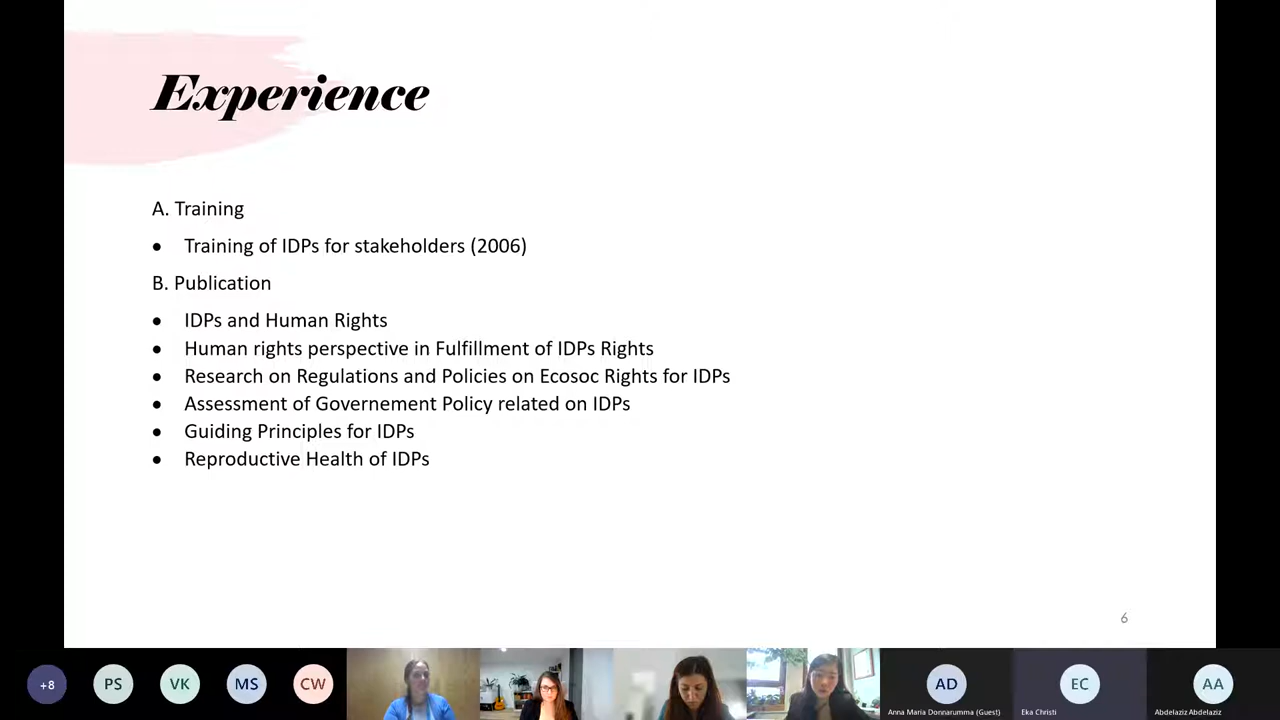 Experience
A. Training
• Training of IDPs for stakeholders (2006)
B. Publication
• IDPs and Human Rights
• Human rights perspective in Fulfillment of IDPs Rights
• Research on Regulations and Policies on Ecosoc Rights for IDPs
• Assessment of Governement Policy related on IDPs
• Guiding Principles for IDPs
• Reproductive Health of IDPs
6
+8 PS VK MS CW AD EC AA
Anna Maria Donnarumma (Guest) Eka Christi Abdelaziz Abdelaziz